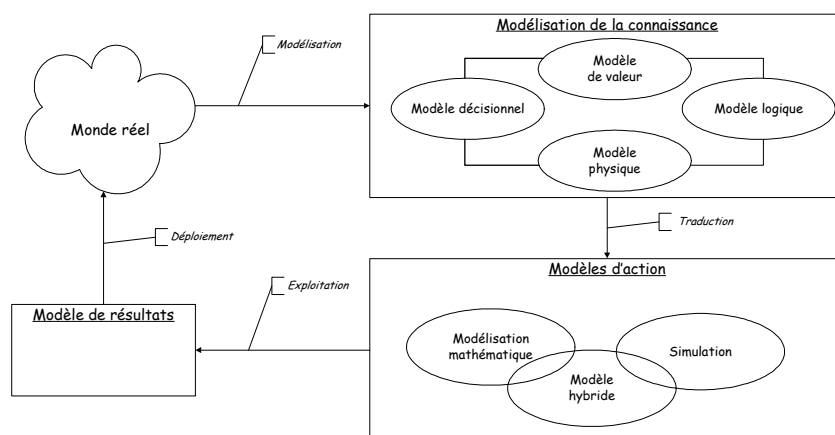 Modélisation de la connaissance
Modélisation
Modèle
de valeur
Monde réel
Modèle décisionnel
Modèle logique
Modèle
physique
Traduction
Déploiement
Modèles d'action
Exploitation
Modèle de résultats
Modélisation
mathématique
Simulation
Modèle
hybride